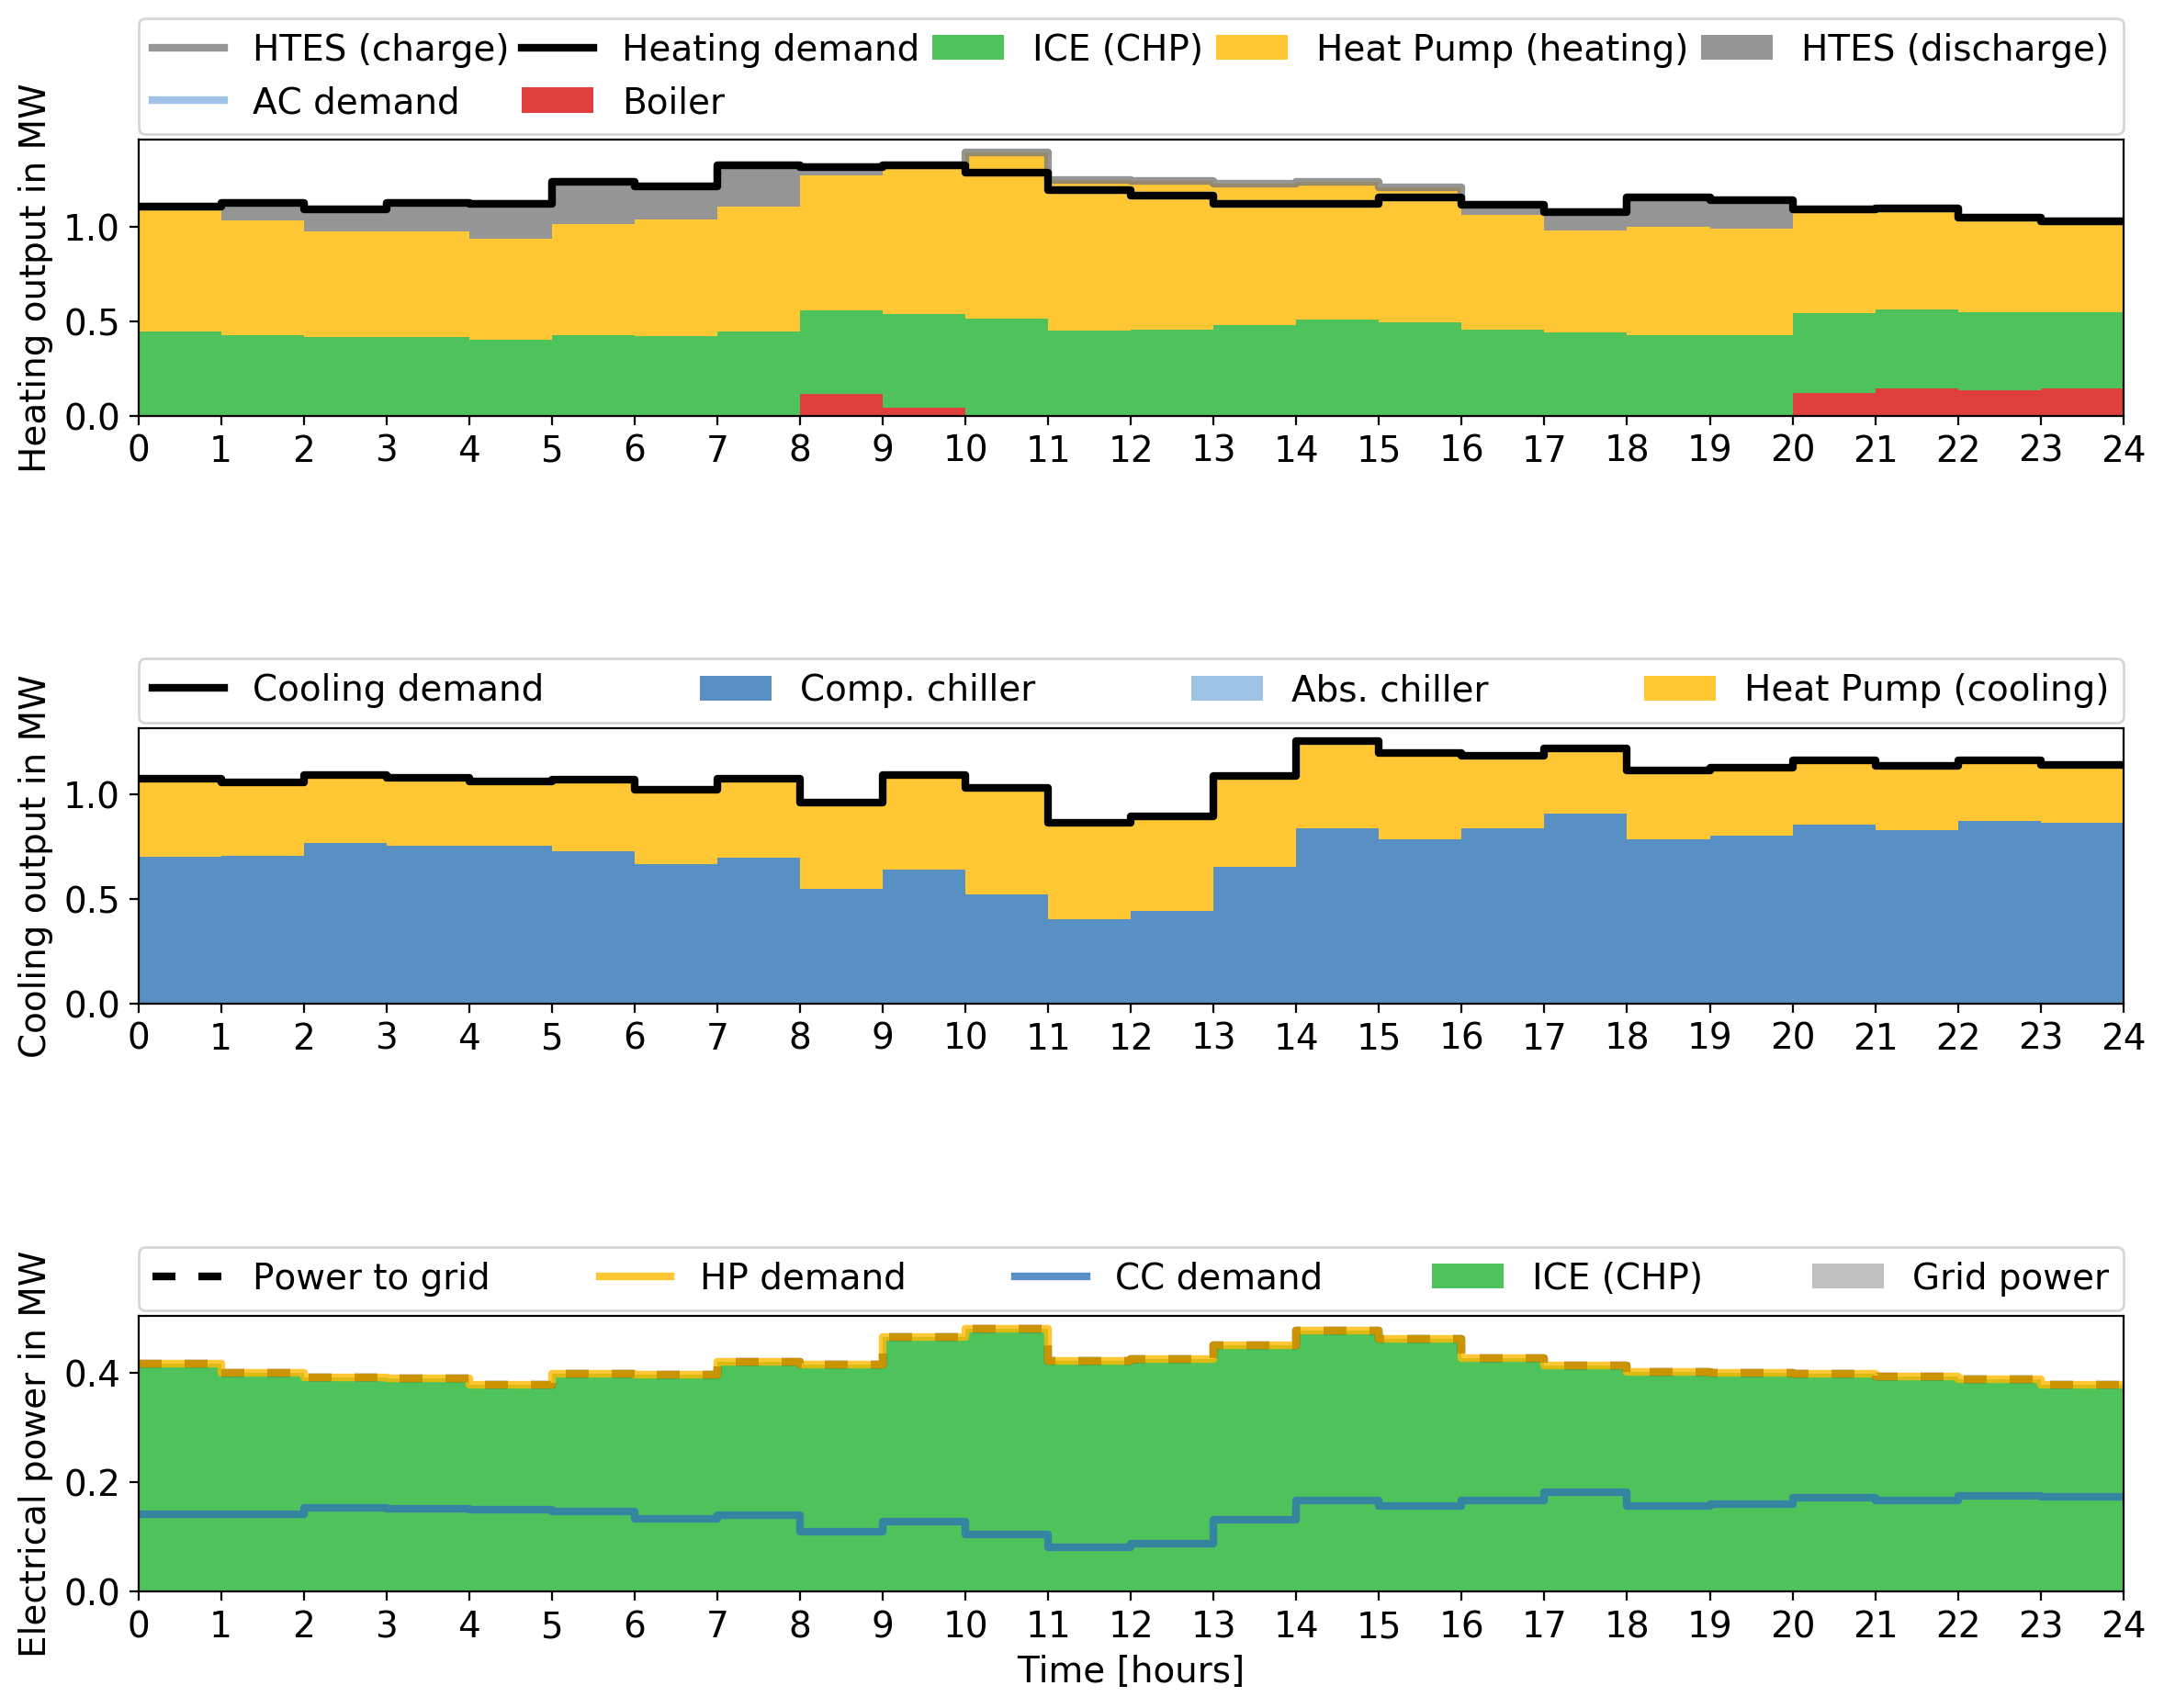 HTES (charge) Heating demand ICE (CHP) Heat Pump (heating) HTES (discharge)
AC demand Boiler
Heating output in MW
1.0
0.5
0.0
0 1 2 3 4 5 6 7 8 9 10 11 12 13 14 15 16 17 18 19 20 21 22 23 24
Cooling demand Comp. chiller Abs. chiller Heat Pump (cooling)
Cooling output in MW
1.0
0.5
0.0
0 1 2 3 4 5 6 7 8 9 10 11 12 13 14 15 16 17 18 19 20 21 22 23 24
Power to grid HP demand CC demand ICE (CHP) Grid power
Electrical power in MW
0.4
0.2
0.0
0 1 2 3 4 5 6 7 8 9 10 11 12 13 14 15 16 17 18 19 20 21 22 23 24
Time [hours]